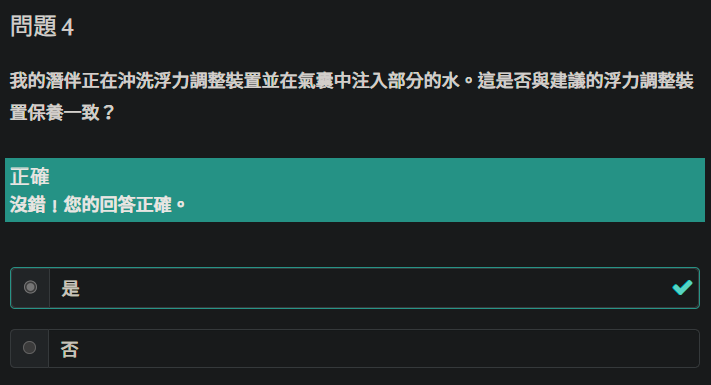 問題 4
我的潛伴正在沖洗浮力調整裝置並在氣囊中注入部分的水。這是否與建議的浮力調整裝
置保養一致？
正確
沒錯！您的回答正確。
是
否